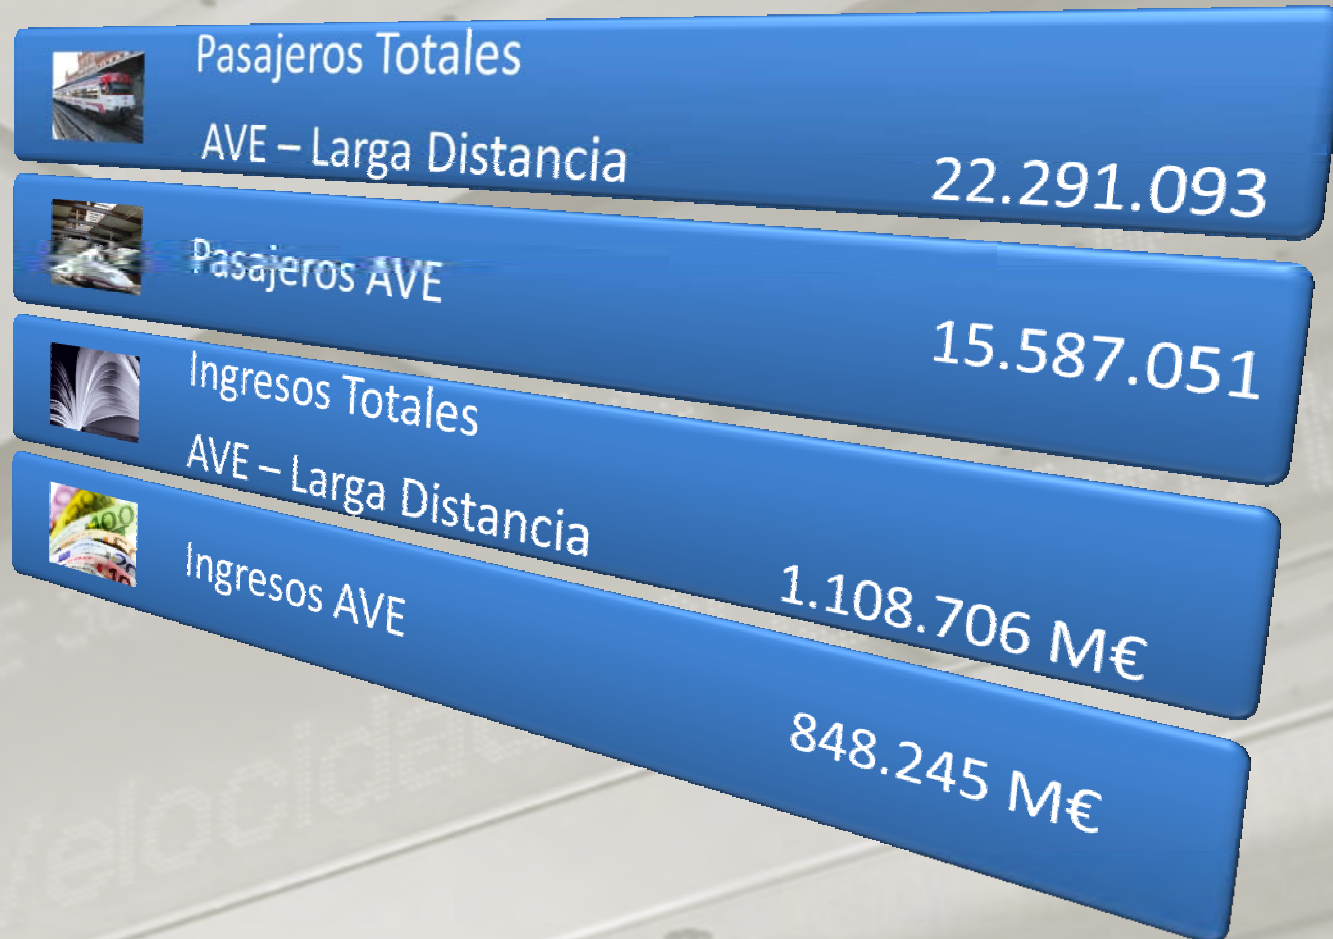 Pasajeros Totales
AVE – Larga Distancia
22.291.093
Pasajeros AVE
15.587.051
Ingresos Totales
AVE – Larga Distancia
1.108.706 M€
Ingresos AVE
848.245 M€